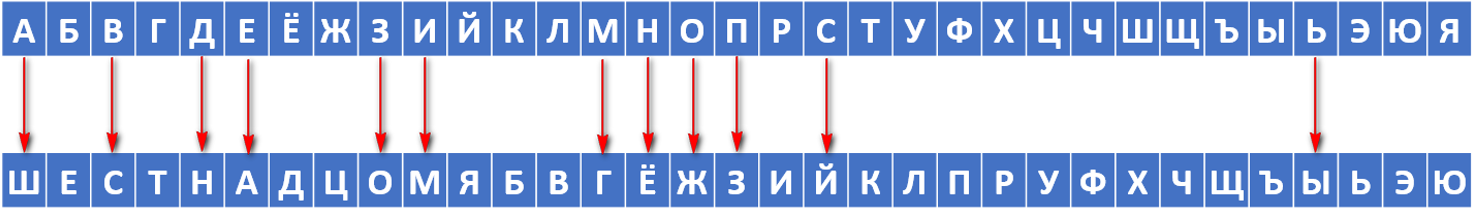 А Б В Г Д Е Ё Ж З И Й К Л М Н О П Р С Т У Ф Х Ц Ч Ш Щ Ъ Ы Ь Э Ю Я
Ш Е С Т Н А Д Ц О М Я Б В Г Ё Ж З И Й К Л П Р У Ф Х Ч Щ Ъ Ы Ь Э Ю